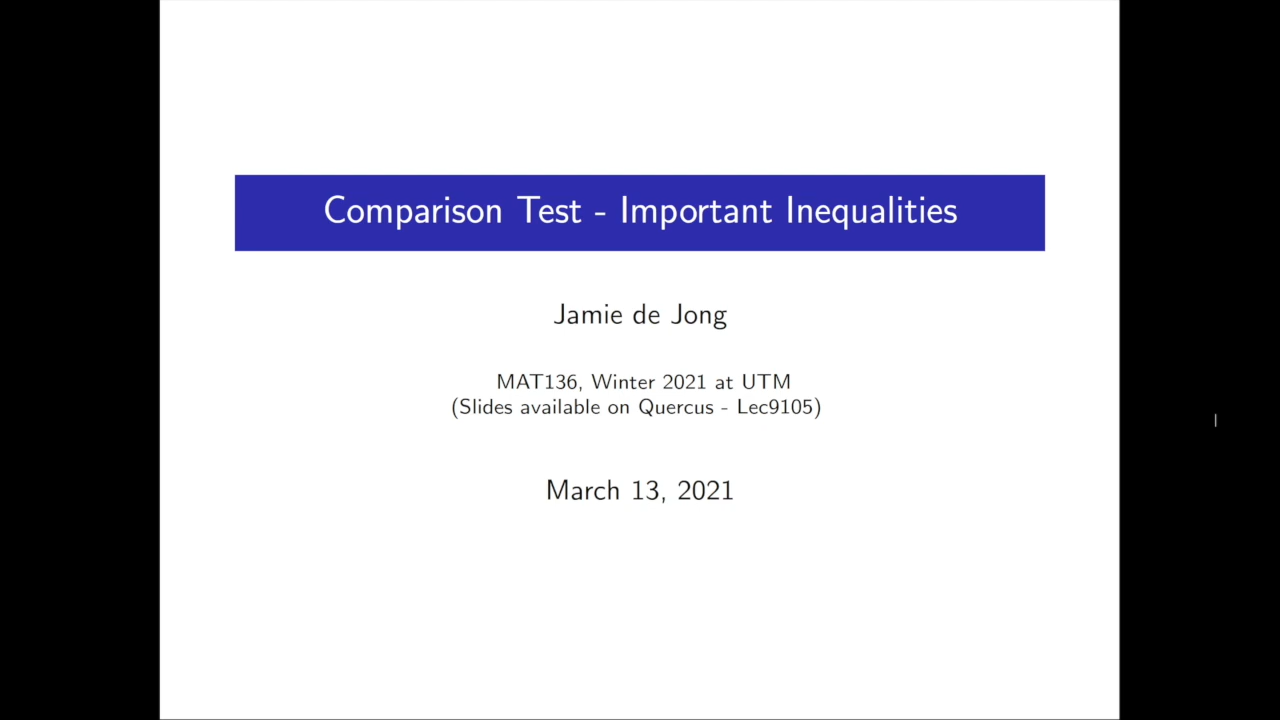 Comparison Test - Important Inequalities
Jamie de Jong
MAT136, Winter 2021 at UTM
(Slides available on Quercus - Lec9105)
March 13, 2021